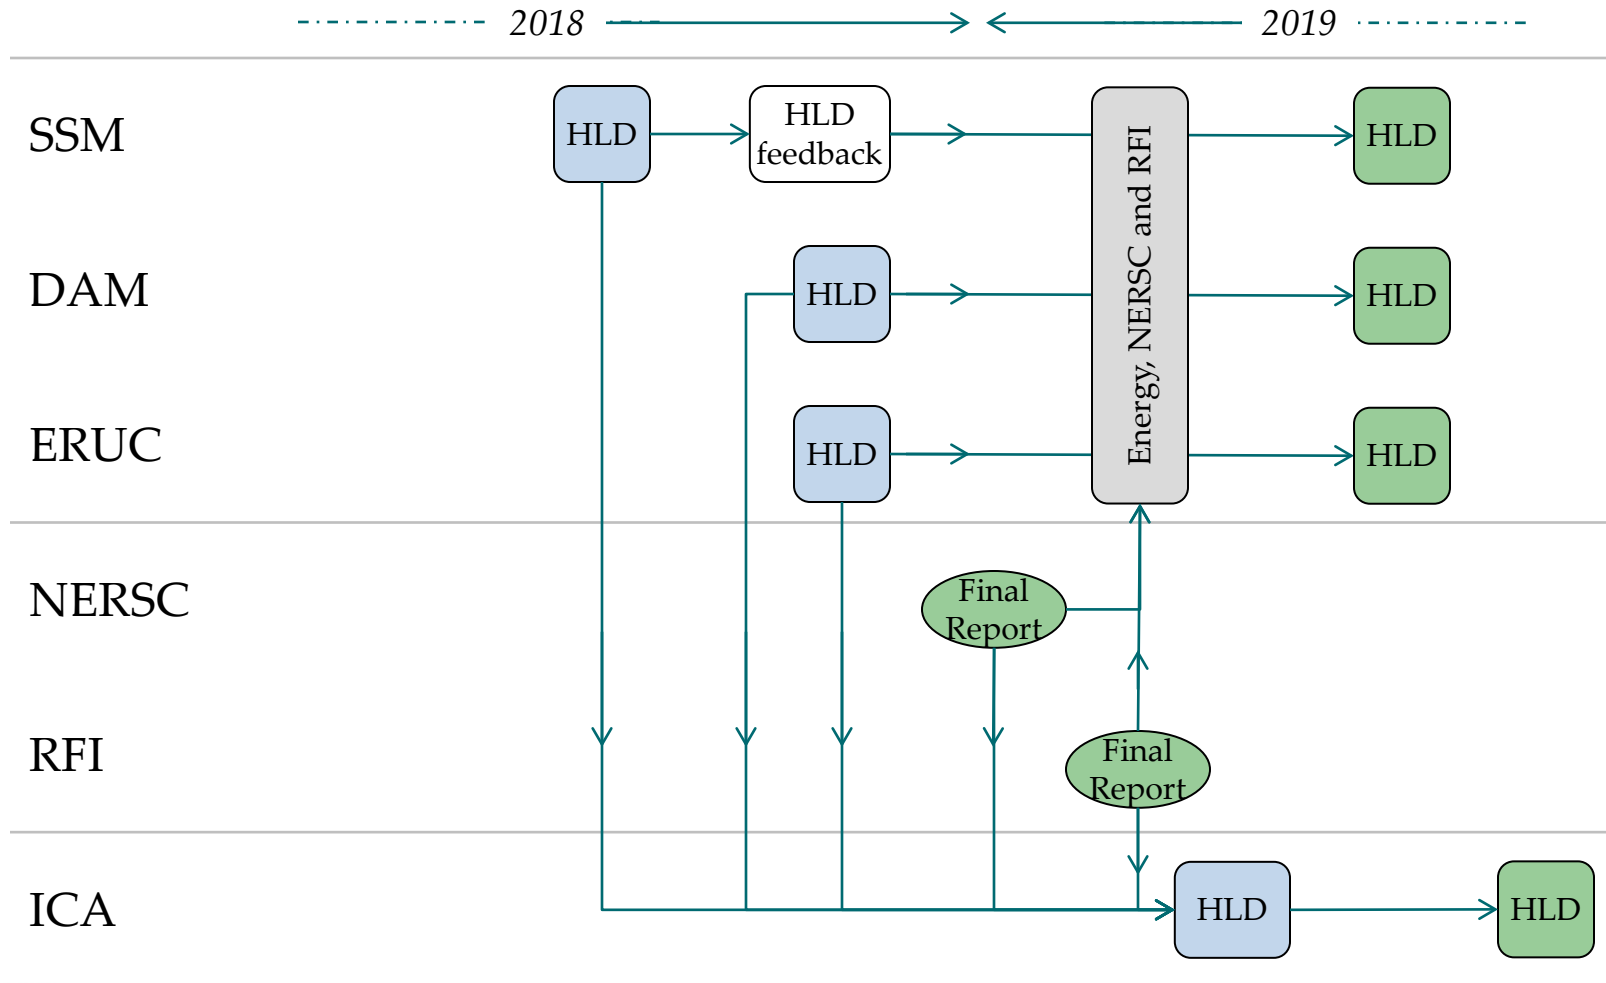 2018
2019
SSM
HLD
HLD
feedback
Energy, NERSC and RFI
HLD
DAM
HLD
HLD
ERUC
HLD
HLD
NERSC
Final
Report
RFI
Final
Report
ICA
HLD
HLD